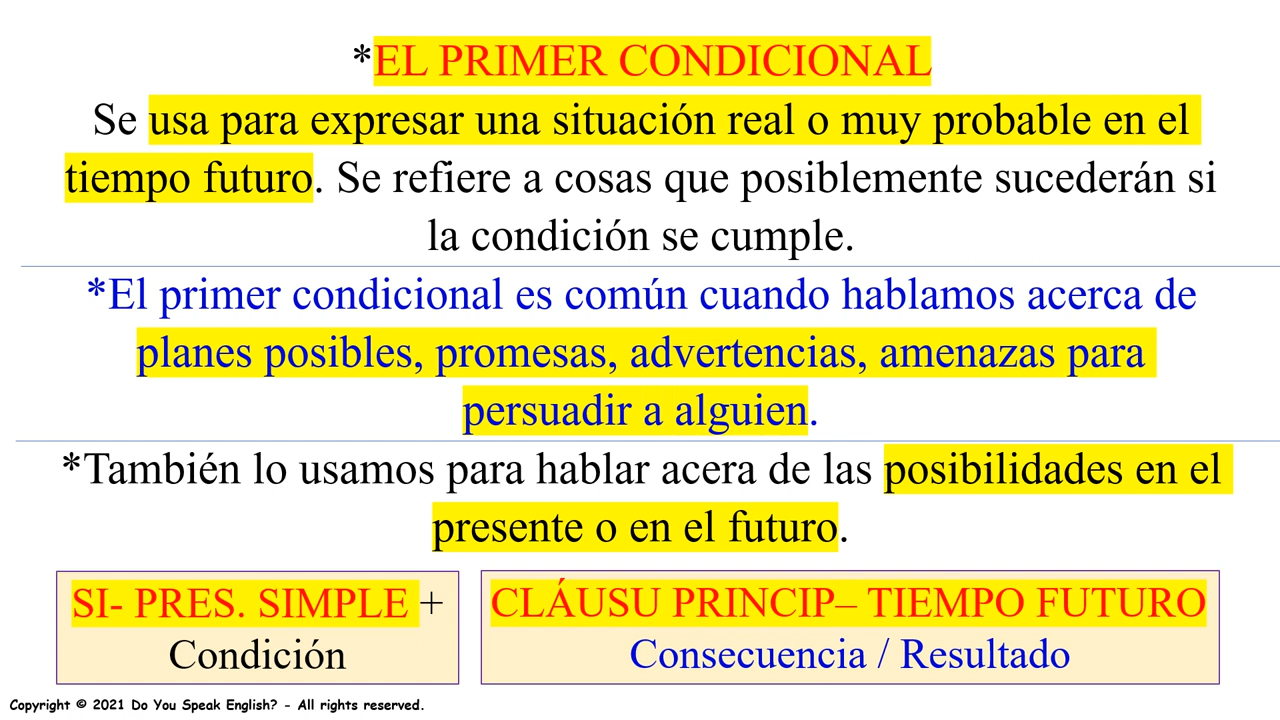 *EL PRIMER CONDICIONAL
Se usa para expresar una situación real o muy probable en el
tiempo futuro. Se refiere a cosas que posiblemente sucederán si
la condición se cumple.
*El primer condicional es común cuando hablamos acerca de
planes posibles, promesas, advertencias, amenazas para
persuadir a alguien.
*También lo usamos para hablar acera de las posibilidades en el
presente o en el futuro.
SI- PRES. SIMPLE +
Condición
CLÁUSU PRINCIP– TIEMPO FUTURO
Consecuencia / Resultado
Copyright © 2021 Do You Speak English? - All rights reserved.